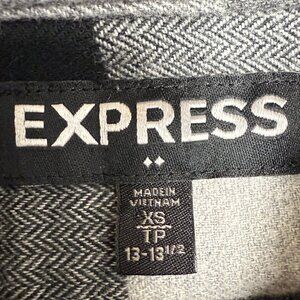 EXPRESS
MADE IN
VIETNAM
XS
TP
13-13 1/2